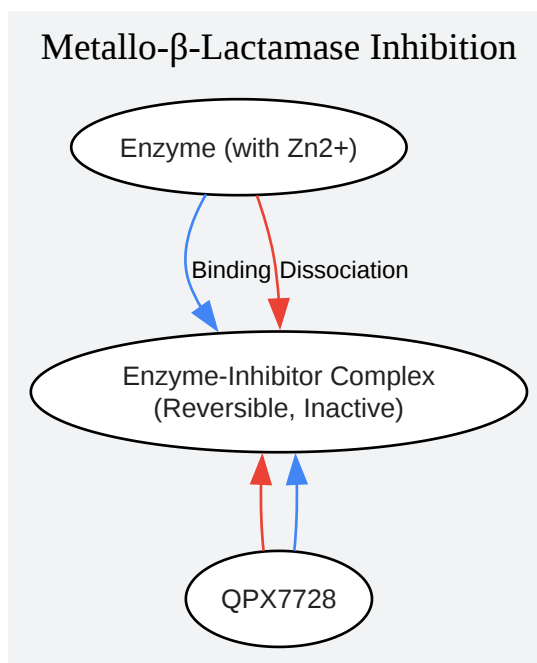 Metallo-β-Lactamase Inhibition
Enzyme (with Zn2+)
Binding
Dissociation
Enzyme-Inhibitor Complex
(Reversible, Inactive)
QPX7728